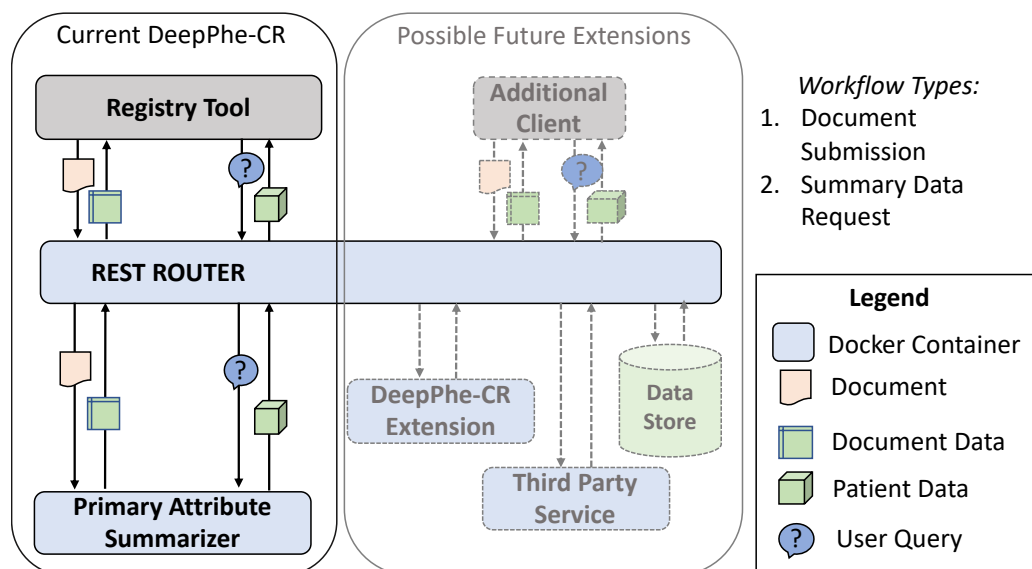 Current DeepPhe-CR
Possible Future Extensions
Registry Tool
Additional
Client
?
?
REST ROUTER
?
DeepPhe-CR
Extension
Data
Store
Third Party
Service
Primary Attribute
Summarizer
Workflow Types:
1. Document
Submission
2. Summary Data
Request
Legend
Docker Container
Document
Document Data
Patient Data
? User Query